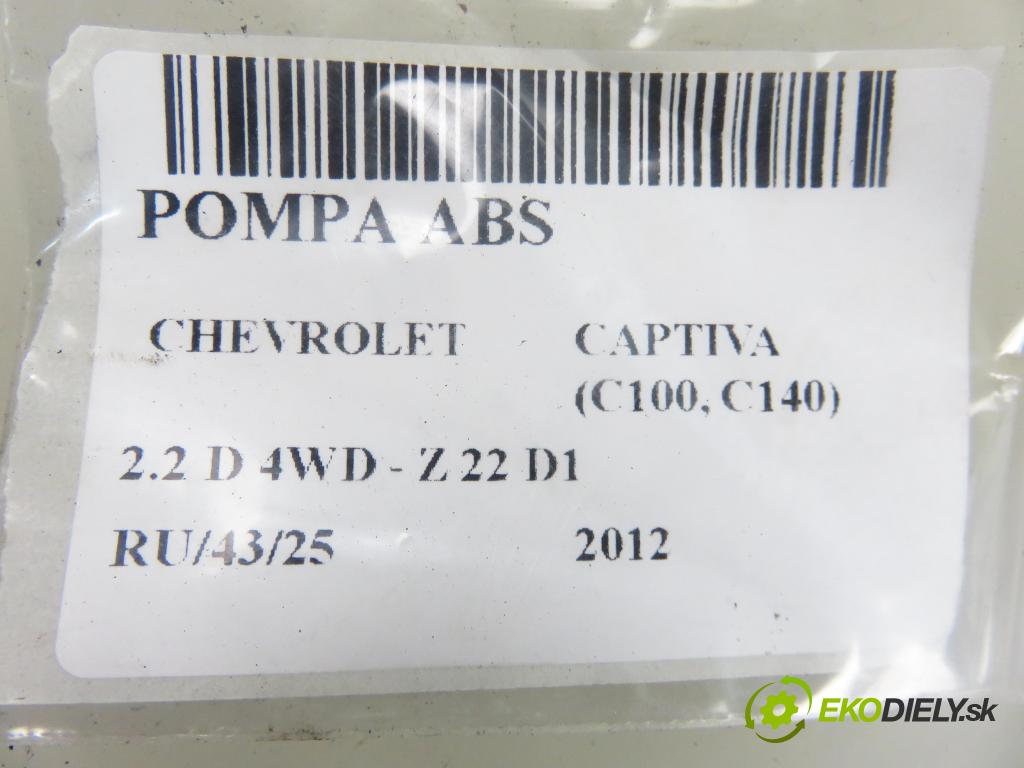 POMPA ABS
CHEVROLET CAPTIVA
(C100, C140)
2.2 D 4WD - Z 22 D1
RU/43/25 2012
EKODIELY.sk